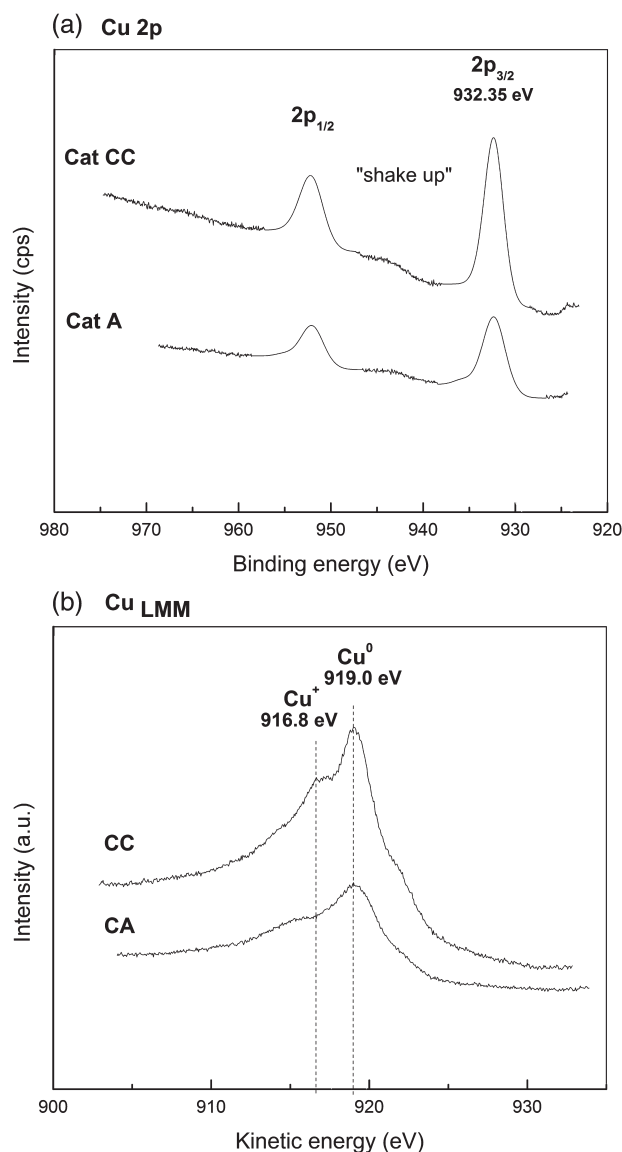 (a) Cu 2p
2p3/2
932.35 eV
2p1/2
Cat CC
"shake up"
Cat A
Intensity (cps)
980 970 960 950 940 930 920
Binding energy (eV)
(b) Cu LMM
Cu0
919.0 eV
Cu+
916.8 eV
CC
CA
Intensity (a.u.)
900 910 920 930
Kinetic energy (eV)